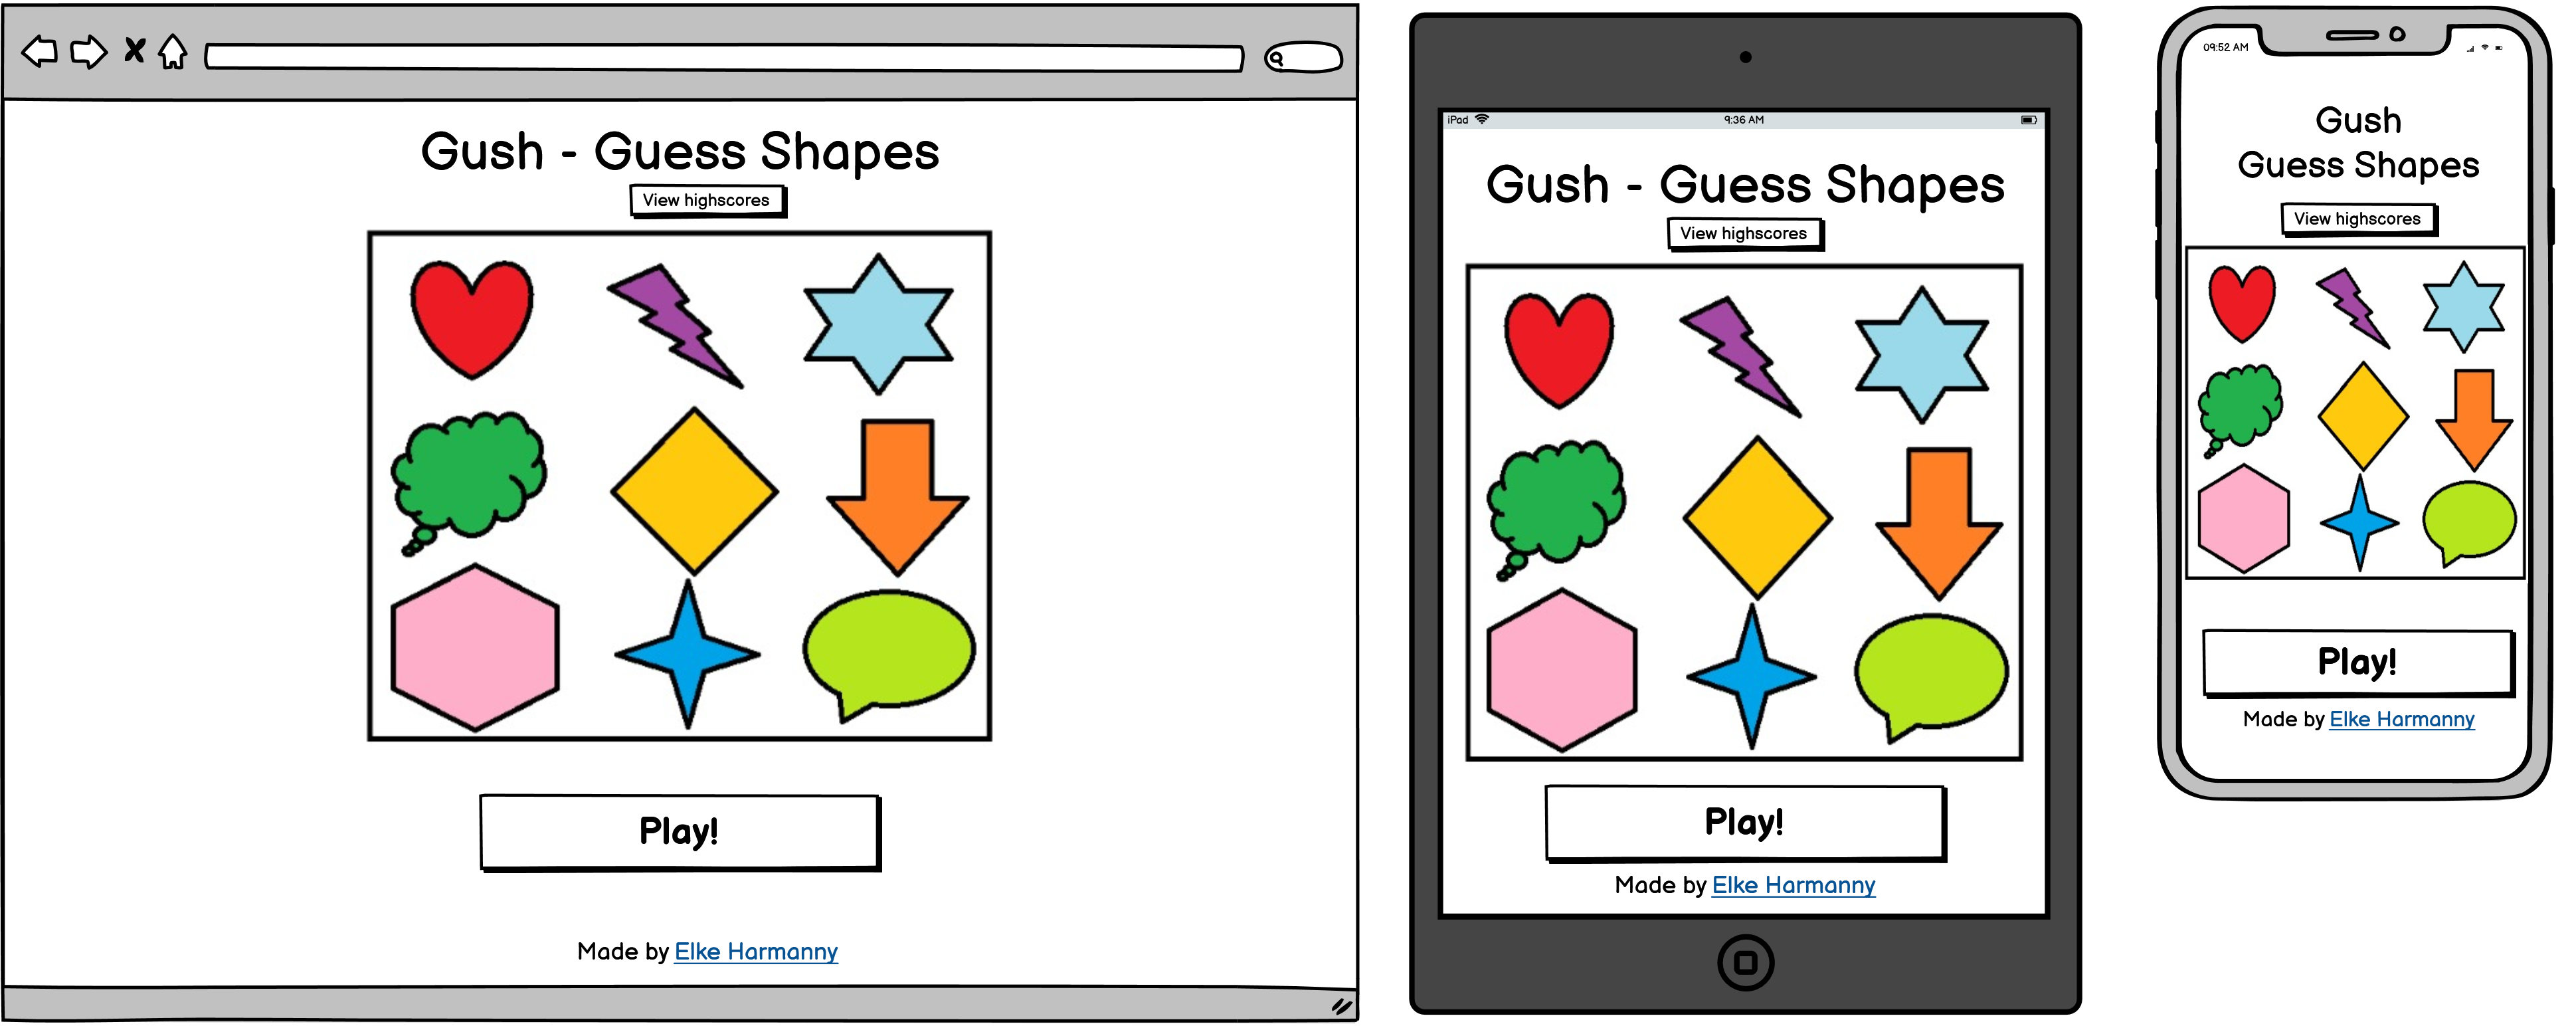 Gush - Guess Shapes
View highscores
Play!
Made by Elke Harmanny
iPad
9:36 AM
Gush - Guess Shapes
View highscores
Play!
Made by Elke Harmanny
09:52 AM
Gush
Guess Shapes
View highscores
Play!
Made by Elke Harmanny